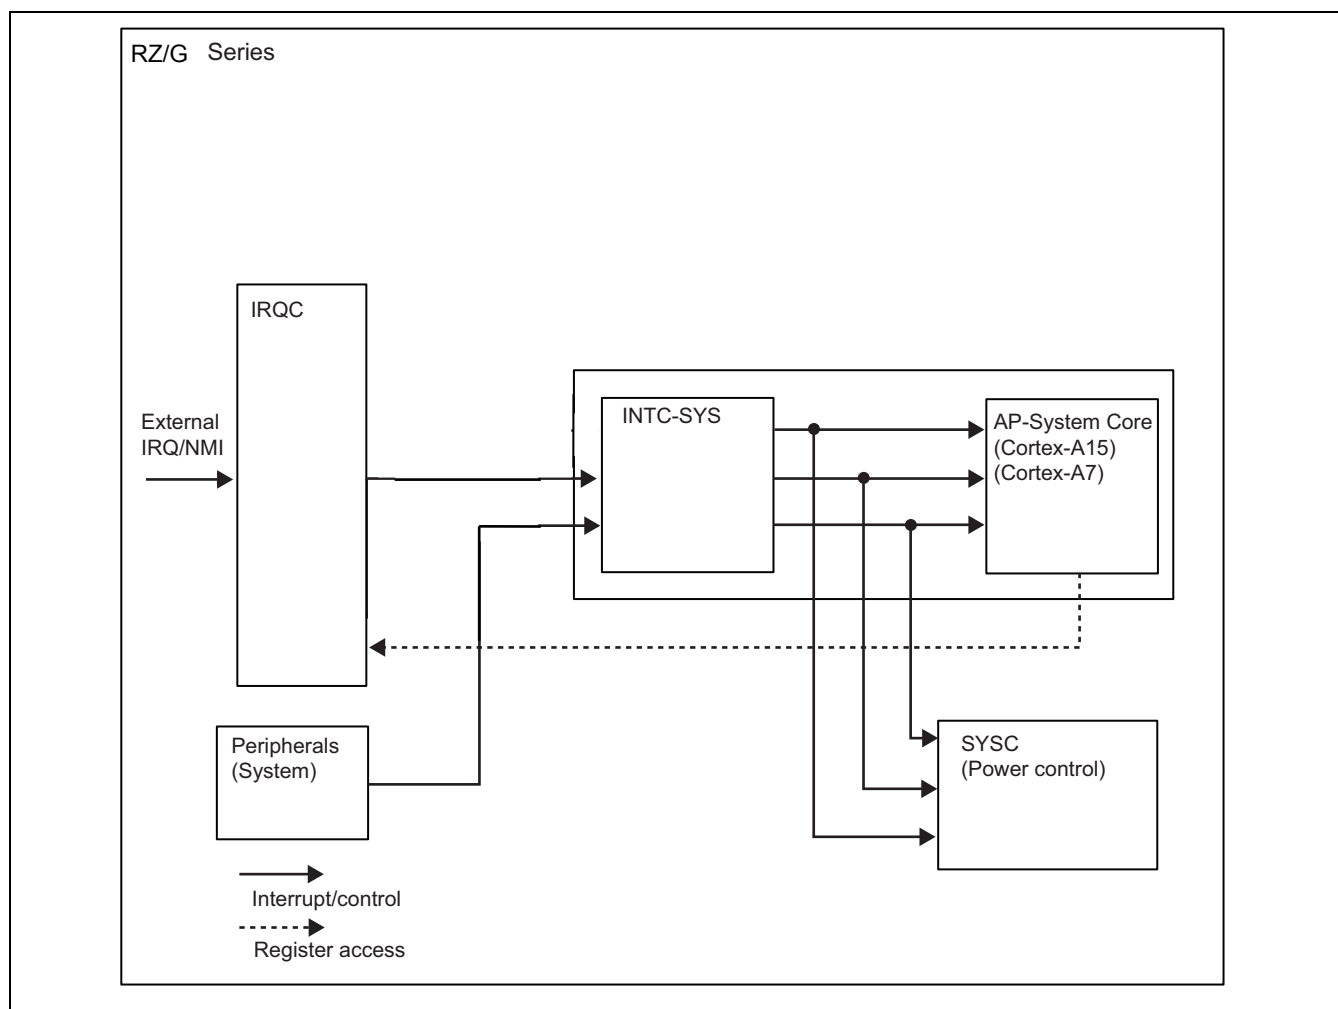 RZ/G Series
IRQC
External
IRQ/NMI
INTC-SYS
AP-System Core
(Cortex-A15)
(Cortex-A7)
Peripherals
(System)
SYSC
(Power control)
Interrupt/control
Register access